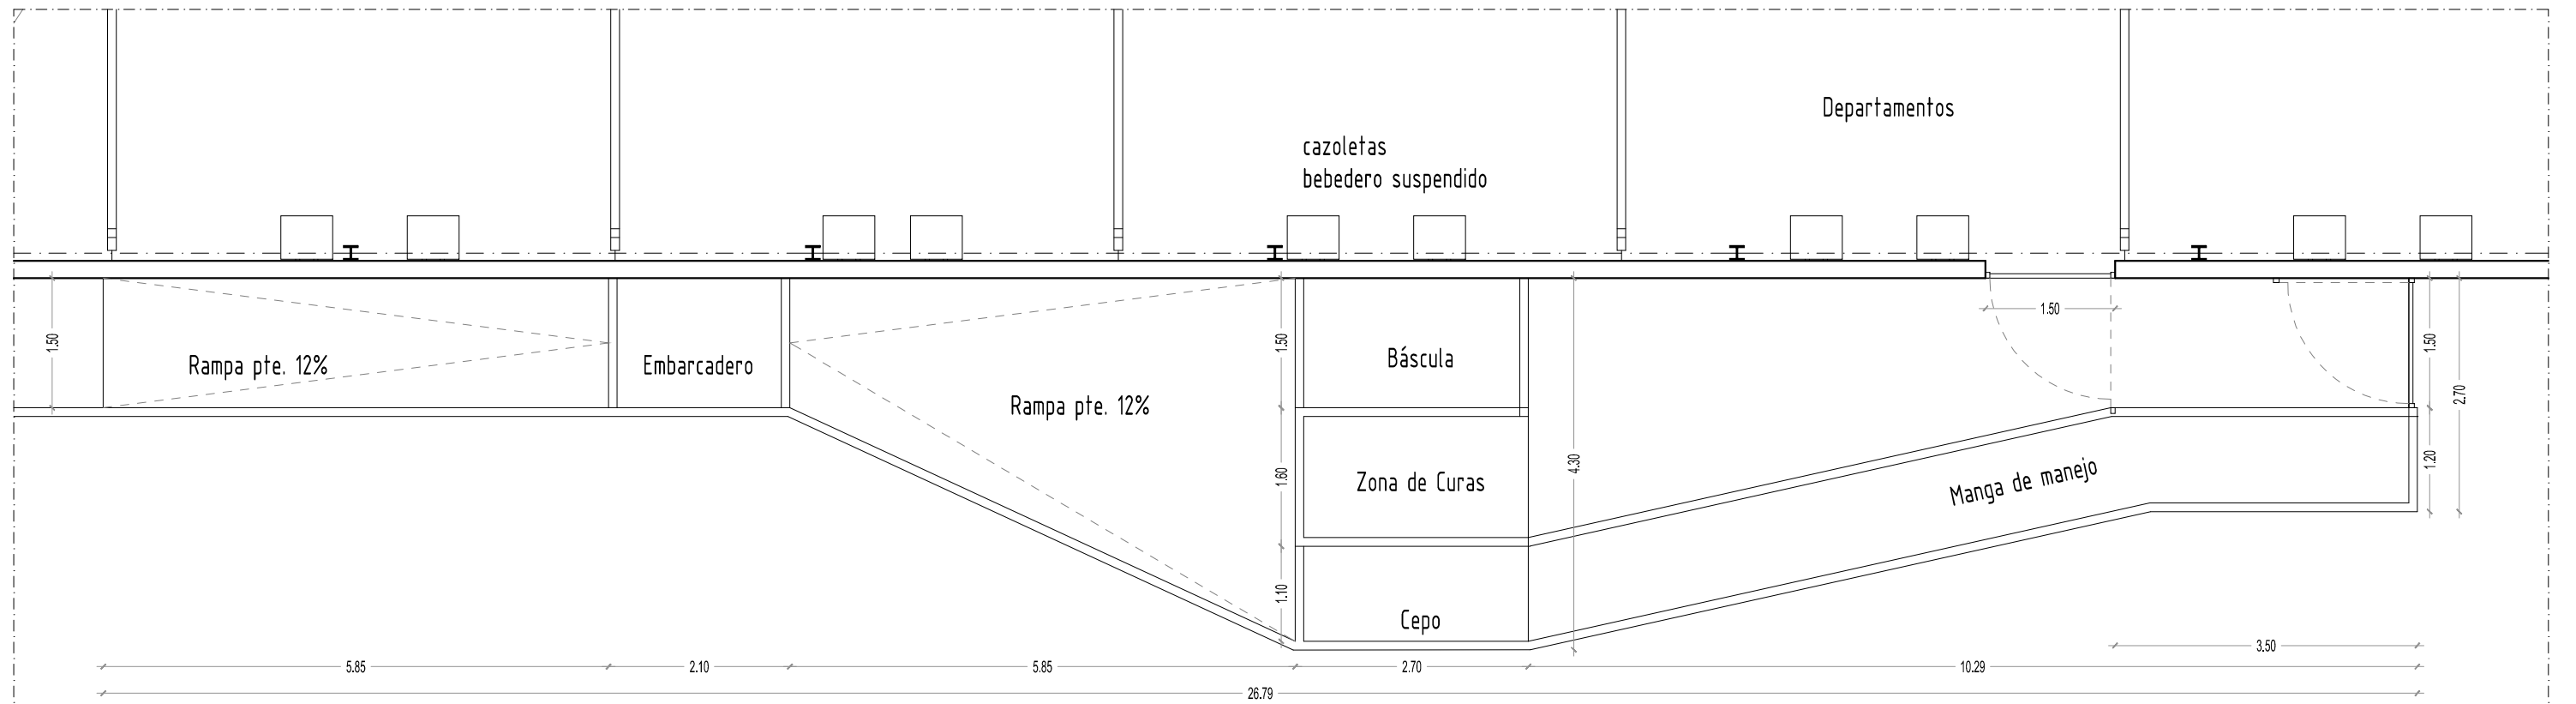 Departamentos
cazoletas
bebedero suspendido
1.50
Rampa pte. 12%
Embarcadero
Rampa pte. 12%
1.50
Báscula
1.50
1.50
2.70
1.60
Zona de Curas
4.30
Manga de manejo
1.20
1.10
Cepo
5.85
2.10
5.85
2.70
10.29
3.50
26.79